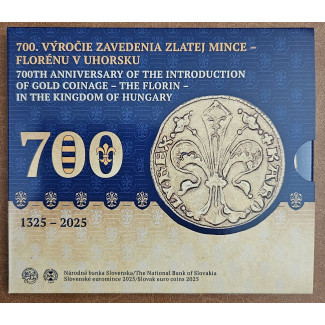 700. VÝROČIE ZAVEDENIA ZLATEJ MINCE –
FLORÉNU V UHORSKU
700TH ANNIVERSARY OF THE INTRODUCTION
OF GOLD COINAGE – THE FLORIN –
IN THE KINGDOM OF HUNGARY
700
1325 – 2025
Národná banka Slovenska/The National Bank of Slovakia
Slovenské euromince 2025/Slovak euro coins 2025